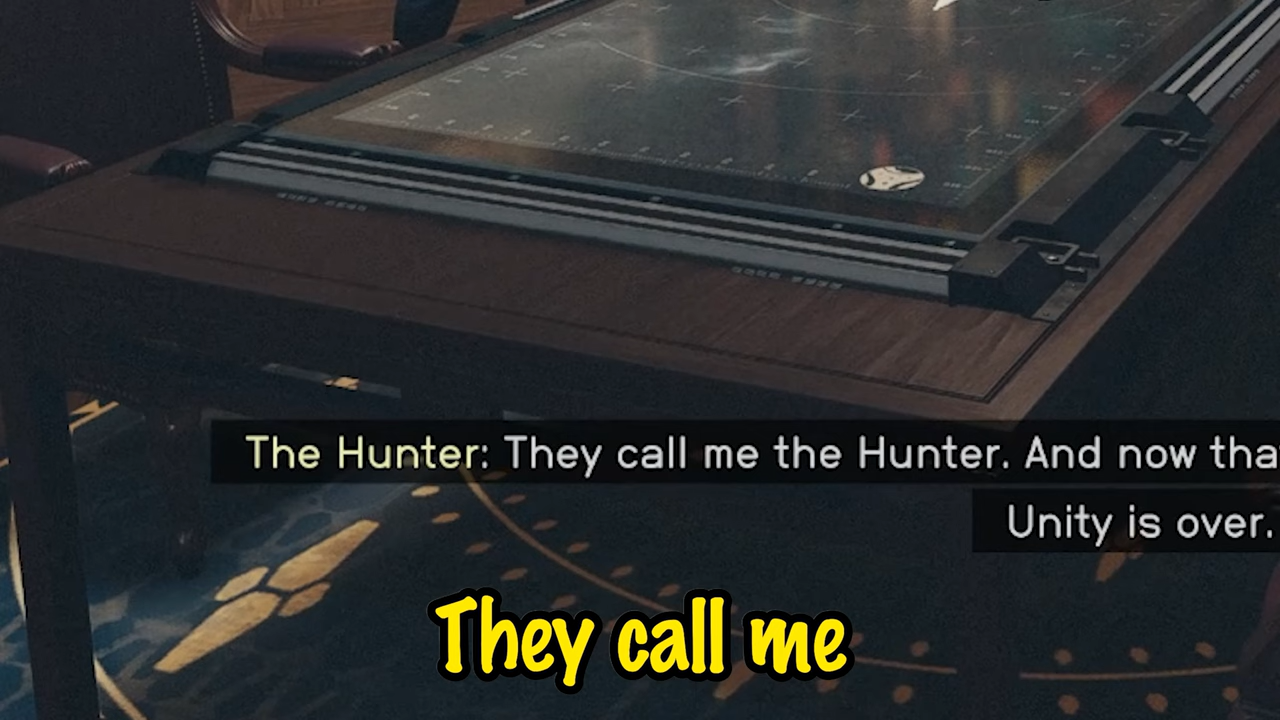 The Hunter: They call me the Hunter. And now tha
Unity is over.
They call me